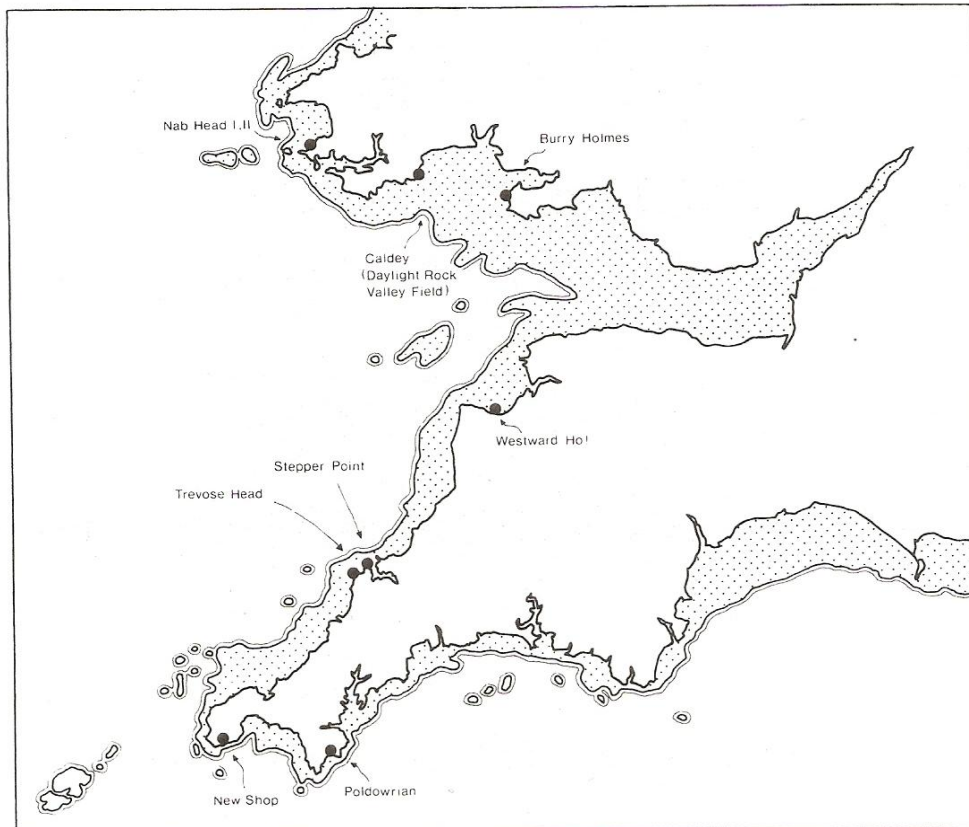 Nab Head I,II
Burry Holmes
Caldey
(Daylight Rock
Valley Field)
Westward Ho!
Stepper Point
Trevose Head
New Shop
Poldowrian